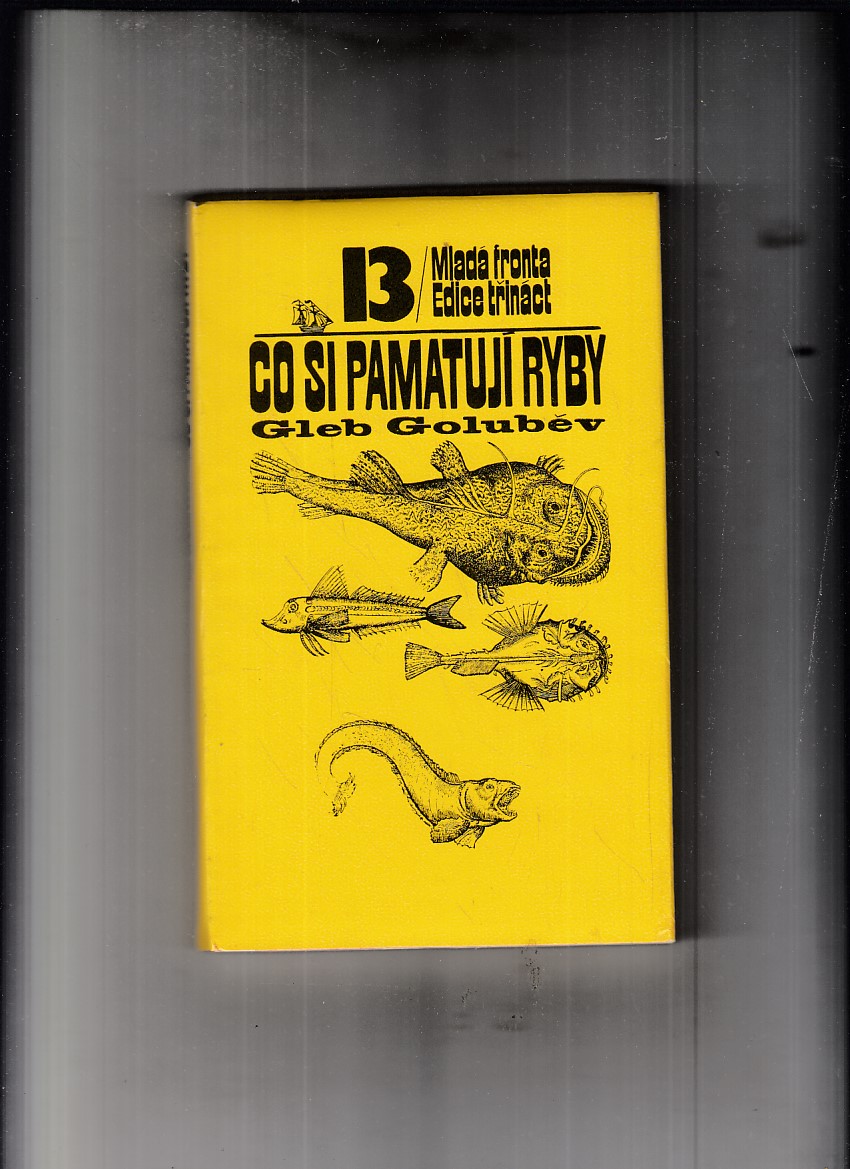 13/
Mladá fronta
Edice třináct
CO SI PAMATUJÍ RYBY
Gleb Goluběv